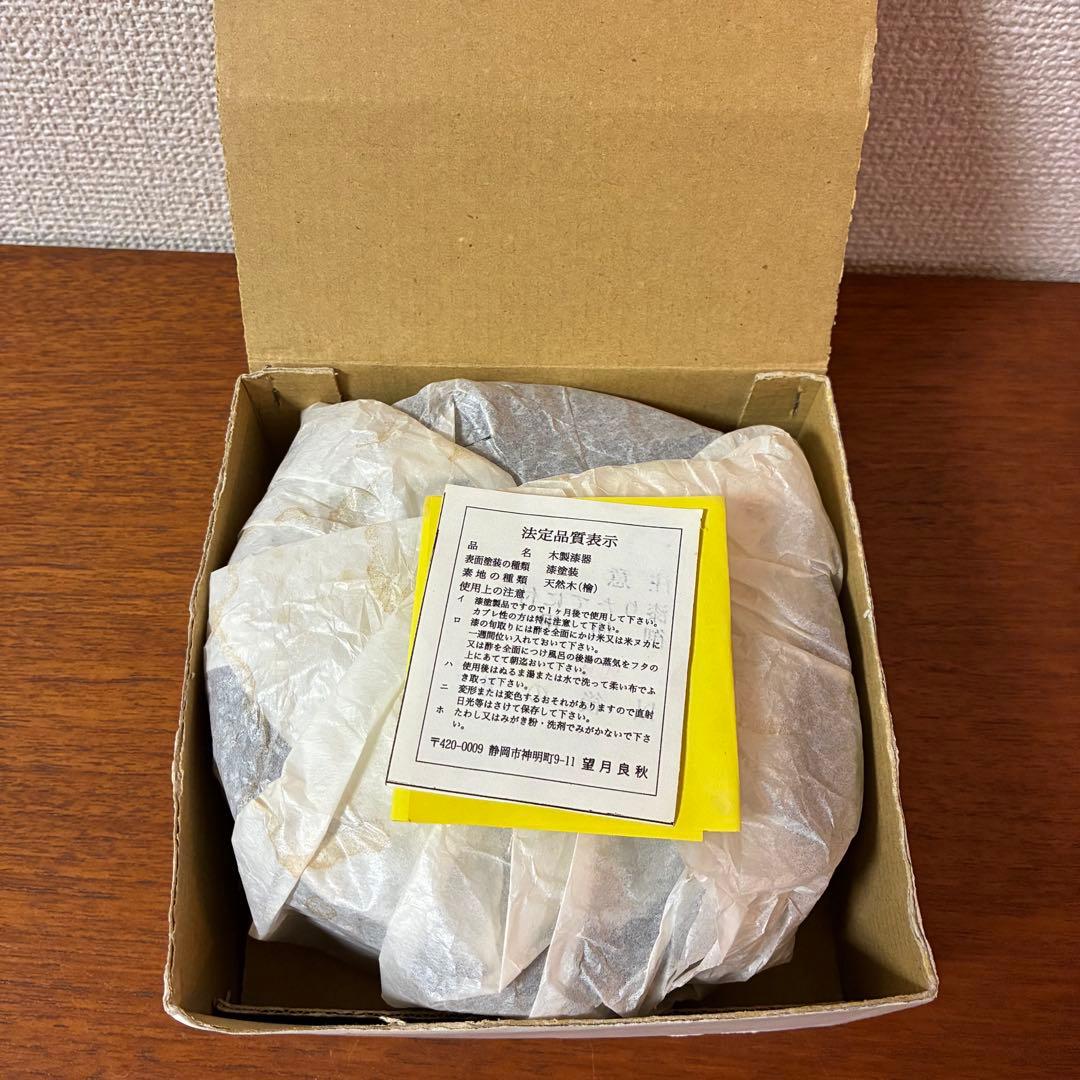 法定品質表示
品　　　名　木製漆器
表面塗装の種類　漆塗装
素地の種類　天然木(檜)
使用上の注意
イ　漆塗製品ですので1ヶ月後で使用して下さい。
カブレ性の方は特に注意して下さい。
ロ　漆の旬取りには酢を全面にかけ米又は米ヌカに
一週間位い入れておいて下さい。
又は酢を全面につけ風呂の後湯の蒸気をフタの
上にあてて朝迄おいて下さい。
ハ　使用後はぬるま湯または水で洗って柔い布でふ
き取って下さい。
ニ　変形または変色するおそれがありますので直射
日光等はさけて保存して下さい。
ホ　たわし又はみがき粉・洗剤でみがかないで下さ
い。
〒420-0009 静岡市神明町9-11 望月良秋